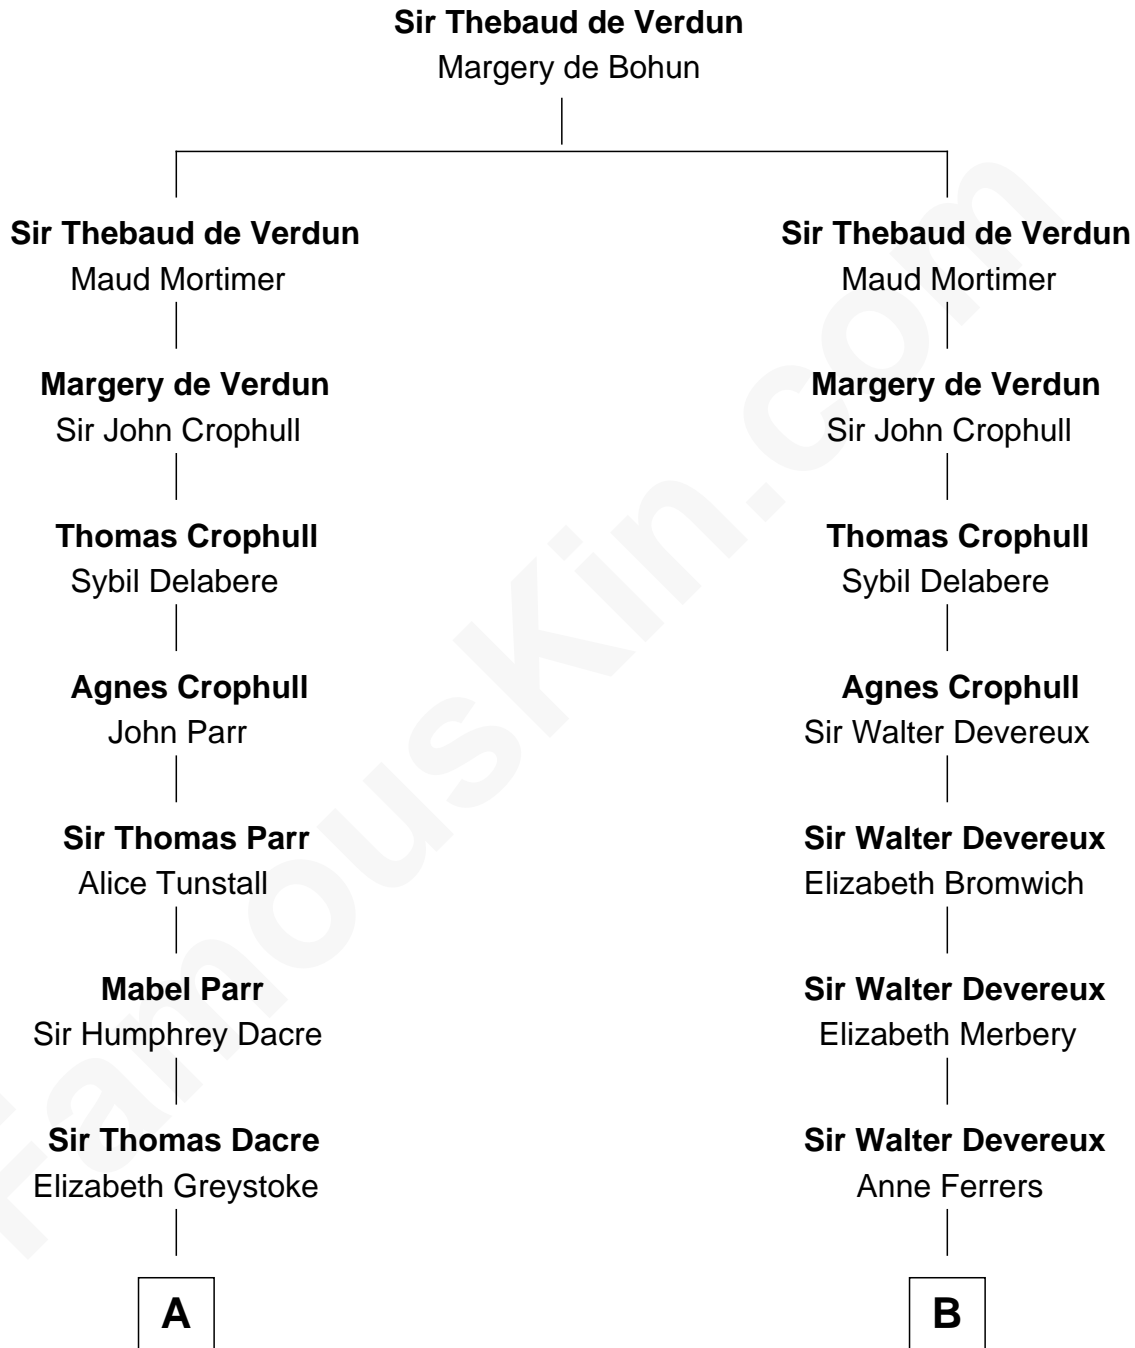 Sir Thebaud de Verdun
Margery de Bohun
Sir Thebaud de Verdun
Maud Mortimer
Sir Thebaud de Verdun
Maud Mortimer
Margery de Verdun
Sir John Crophull
Margery de Verdun
Sir John Crophull
Thomas Crophull
Sybil Delabere
Thomas Crophull
Sybil Delabere
Agnes Crophull
John Parr
Agnes Crophull
Sir Walter Devereux
Sir Thomas Parr
Alice Tunstall
Sir Walter Devereux
Elizabeth Bromwich
Mabel Parr
Sir Humphrey Dacre
Sir Walter Devereux
Elizabeth Merbery
Sir Thomas Dacre
Elizabeth Greystoke
Sir Walter Devereux
Anne Ferrers
A
B
FamousKin.com